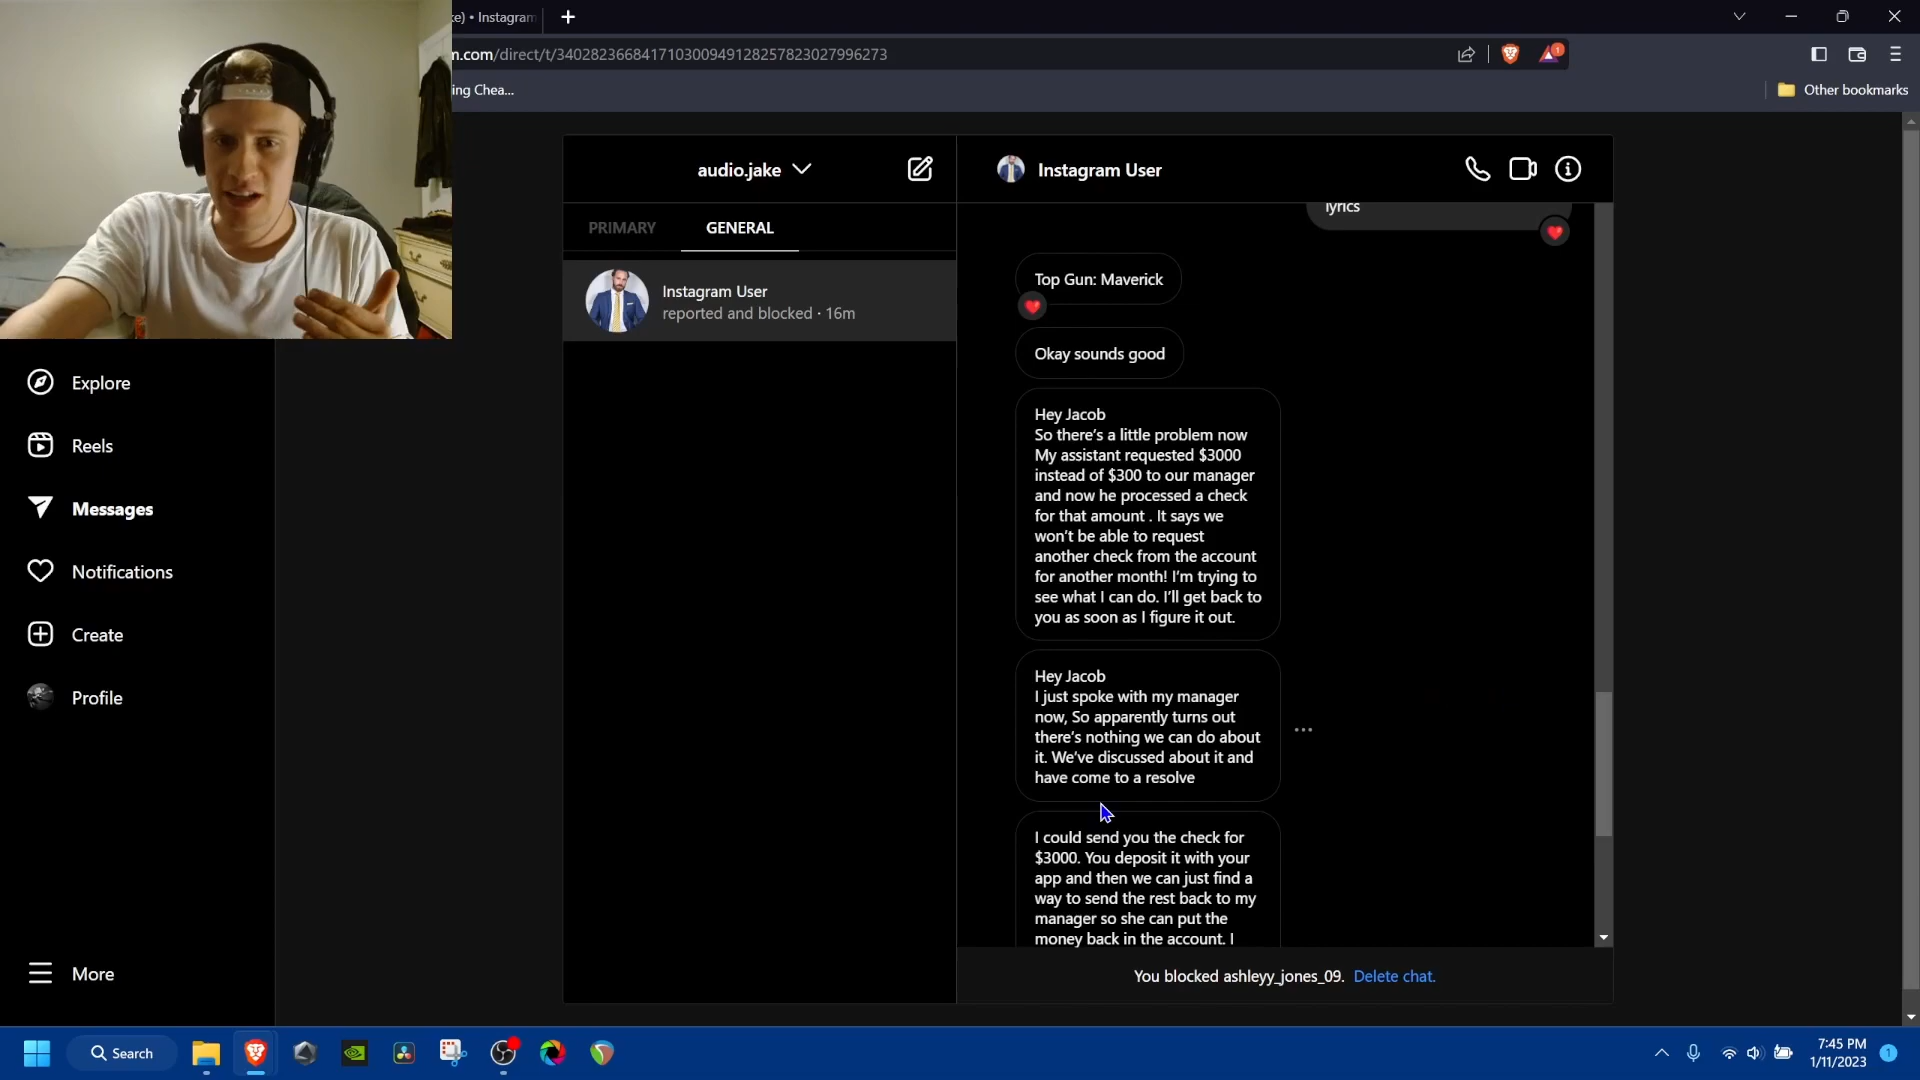 ke) • Instagram
m.com/direct/t/340282366841710300949128257823027996273
1
ing Chea...
Other bookmarks
audio.jake
PRIMARY
GENERAL
Instagram User
reported and blocked · 16m
Explore
Reels
Messages
Notifications
Create
Profile
More
Instagram User
lyrics
Top Gun: Maverick
Okay sounds good
Hey Jacob
So there's a little problem now
My assistant requested $3000
instead of $300 to our manager
and now he processed a check
for that amount . It says we
won't be able to request
another check from the account
for another month! I'm trying to
see what I can do. I'll get back to
you as soon as I figure it out.
Hey Jacob
I just spoke with my manager
now, So apparently turns out
there's nothing we can do about
it. We've discussed about it and
have come to a resolve
I could send you the check for
$3000. You deposit it with your
app and then we can just find a
way to send the rest back to my
manager so she can put the
money back in the account. I
You blocked ashleyy_jones_09. Delete chat.
Search
7:45 PM
1/11/2023
1